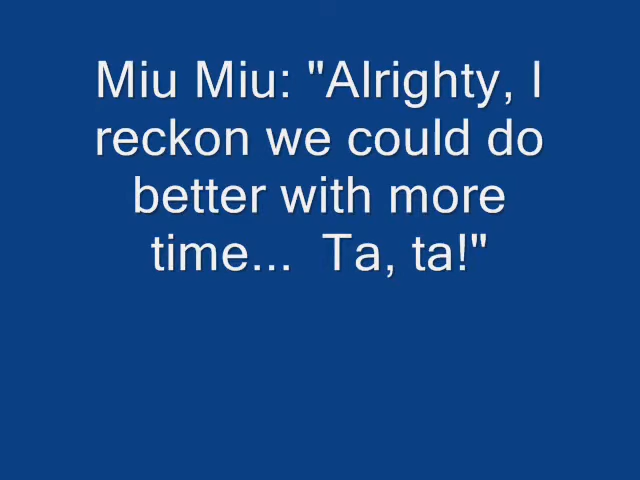 Miu Miu: "Alrighty, I
reckon we could do
better with more
time...  Ta, ta!"